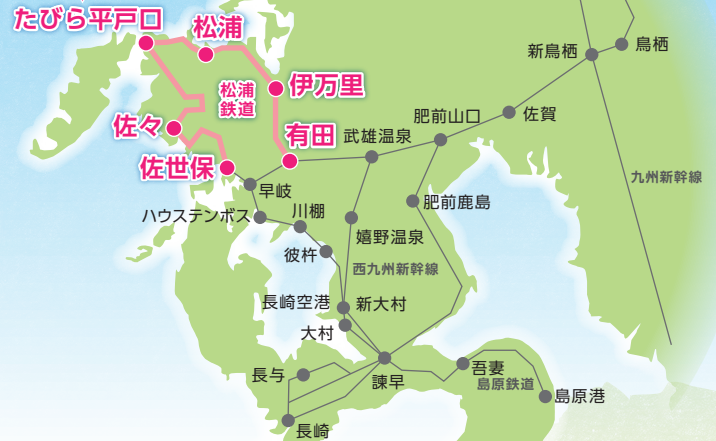 たびら平戸口
松浦
新鳥栖
鳥栖
伊万里
松浦
鉄道
佐々
有田
武雄温泉
肥前山口
佐賀
佐世保
早岐
九州新幹線
ハウステンボス
川棚
肥前鹿島
嬉野温泉
彼杵
西九州新幹線
長崎空港
新大村
大村
長与
諫早
吾妻
島原鉄道
島原港
長崎